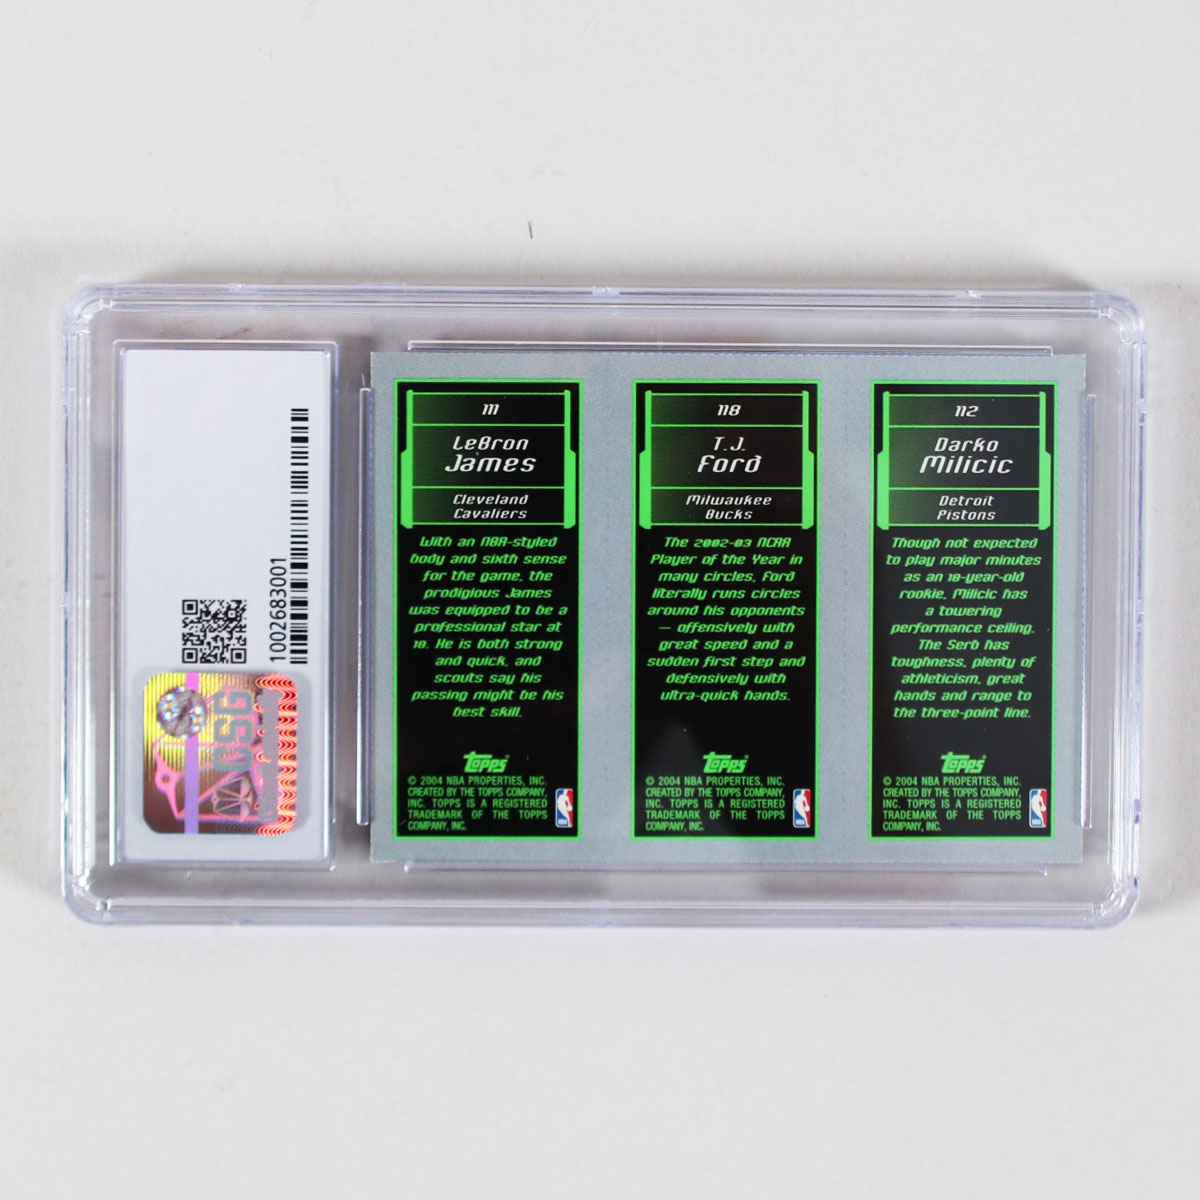 1002683001
CSG
111
LeBron
James
Cleveland
Cavaliers
With an NBA-styled
body and sixth sense
for the game, the
prodigious James
was equipped to be a
professional star at
18. He is both strong
and quick, and
scouts say his
passing might be his
best skill.
Topps
© 2004 NBA PROPERTIES, INC.
CREATED BY THE TOPPS COMPANY,
INC. TOPPS IS A REGISTERED
TRADEMARK OF THE TOPPS
COMPANY, INC.
118
T.J.
Ford
Milwaukee
Bucks
The 2002-03 NCAA
Player of the Year in
many circles, Ford
literally runs circles
around his opponents
— offensively with
great speed and a
sudden first step and
defensively with
ultra-quick hands.
Topps
© 2004 NBA PROPERTIES, INC.
CREATED BY THE TOPPS COMPANY,
INC. TOPPS IS A REGISTERED
TRADEMARK OF THE TOPPS
COMPANY, INC.
112
Darko
Milicic
Detroit
Pistons
Though not expected
to play major minutes
as an 18-year-old
rookie, Milicic has
a towering
performance ceiling.
The Serb has
toughness, plenty of
athleticism, great
hands and range to
the three-point line.
Topps
© 2004 NBA PROPERTIES, INC.
CREATED BY THE TOPPS COMPANY,
INC. TOPPS IS A REGISTERED
TRADEMARK OF THE TOPPS
COMPANY, INC.